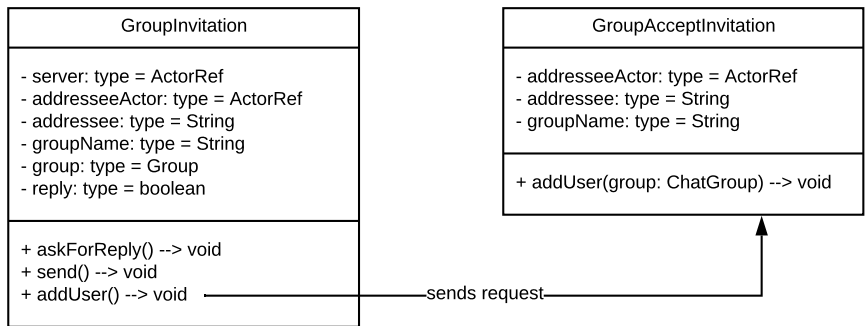 GroupInvitation
- server: type = ActorRef
- addresseeActor: type = ActorRef
- addressee: type = String
- groupName: type = String
- group: type = Group
- reply: type = boolean
+ askForReply() --> void
+ send() --> void
+ addUser() --> void
sends request
GroupAcceptInvitation
- addresseeActor: type = ActorRef
- addressee: type = String
- groupName: type = String
+ addUser(group: ChatGroup) --> void